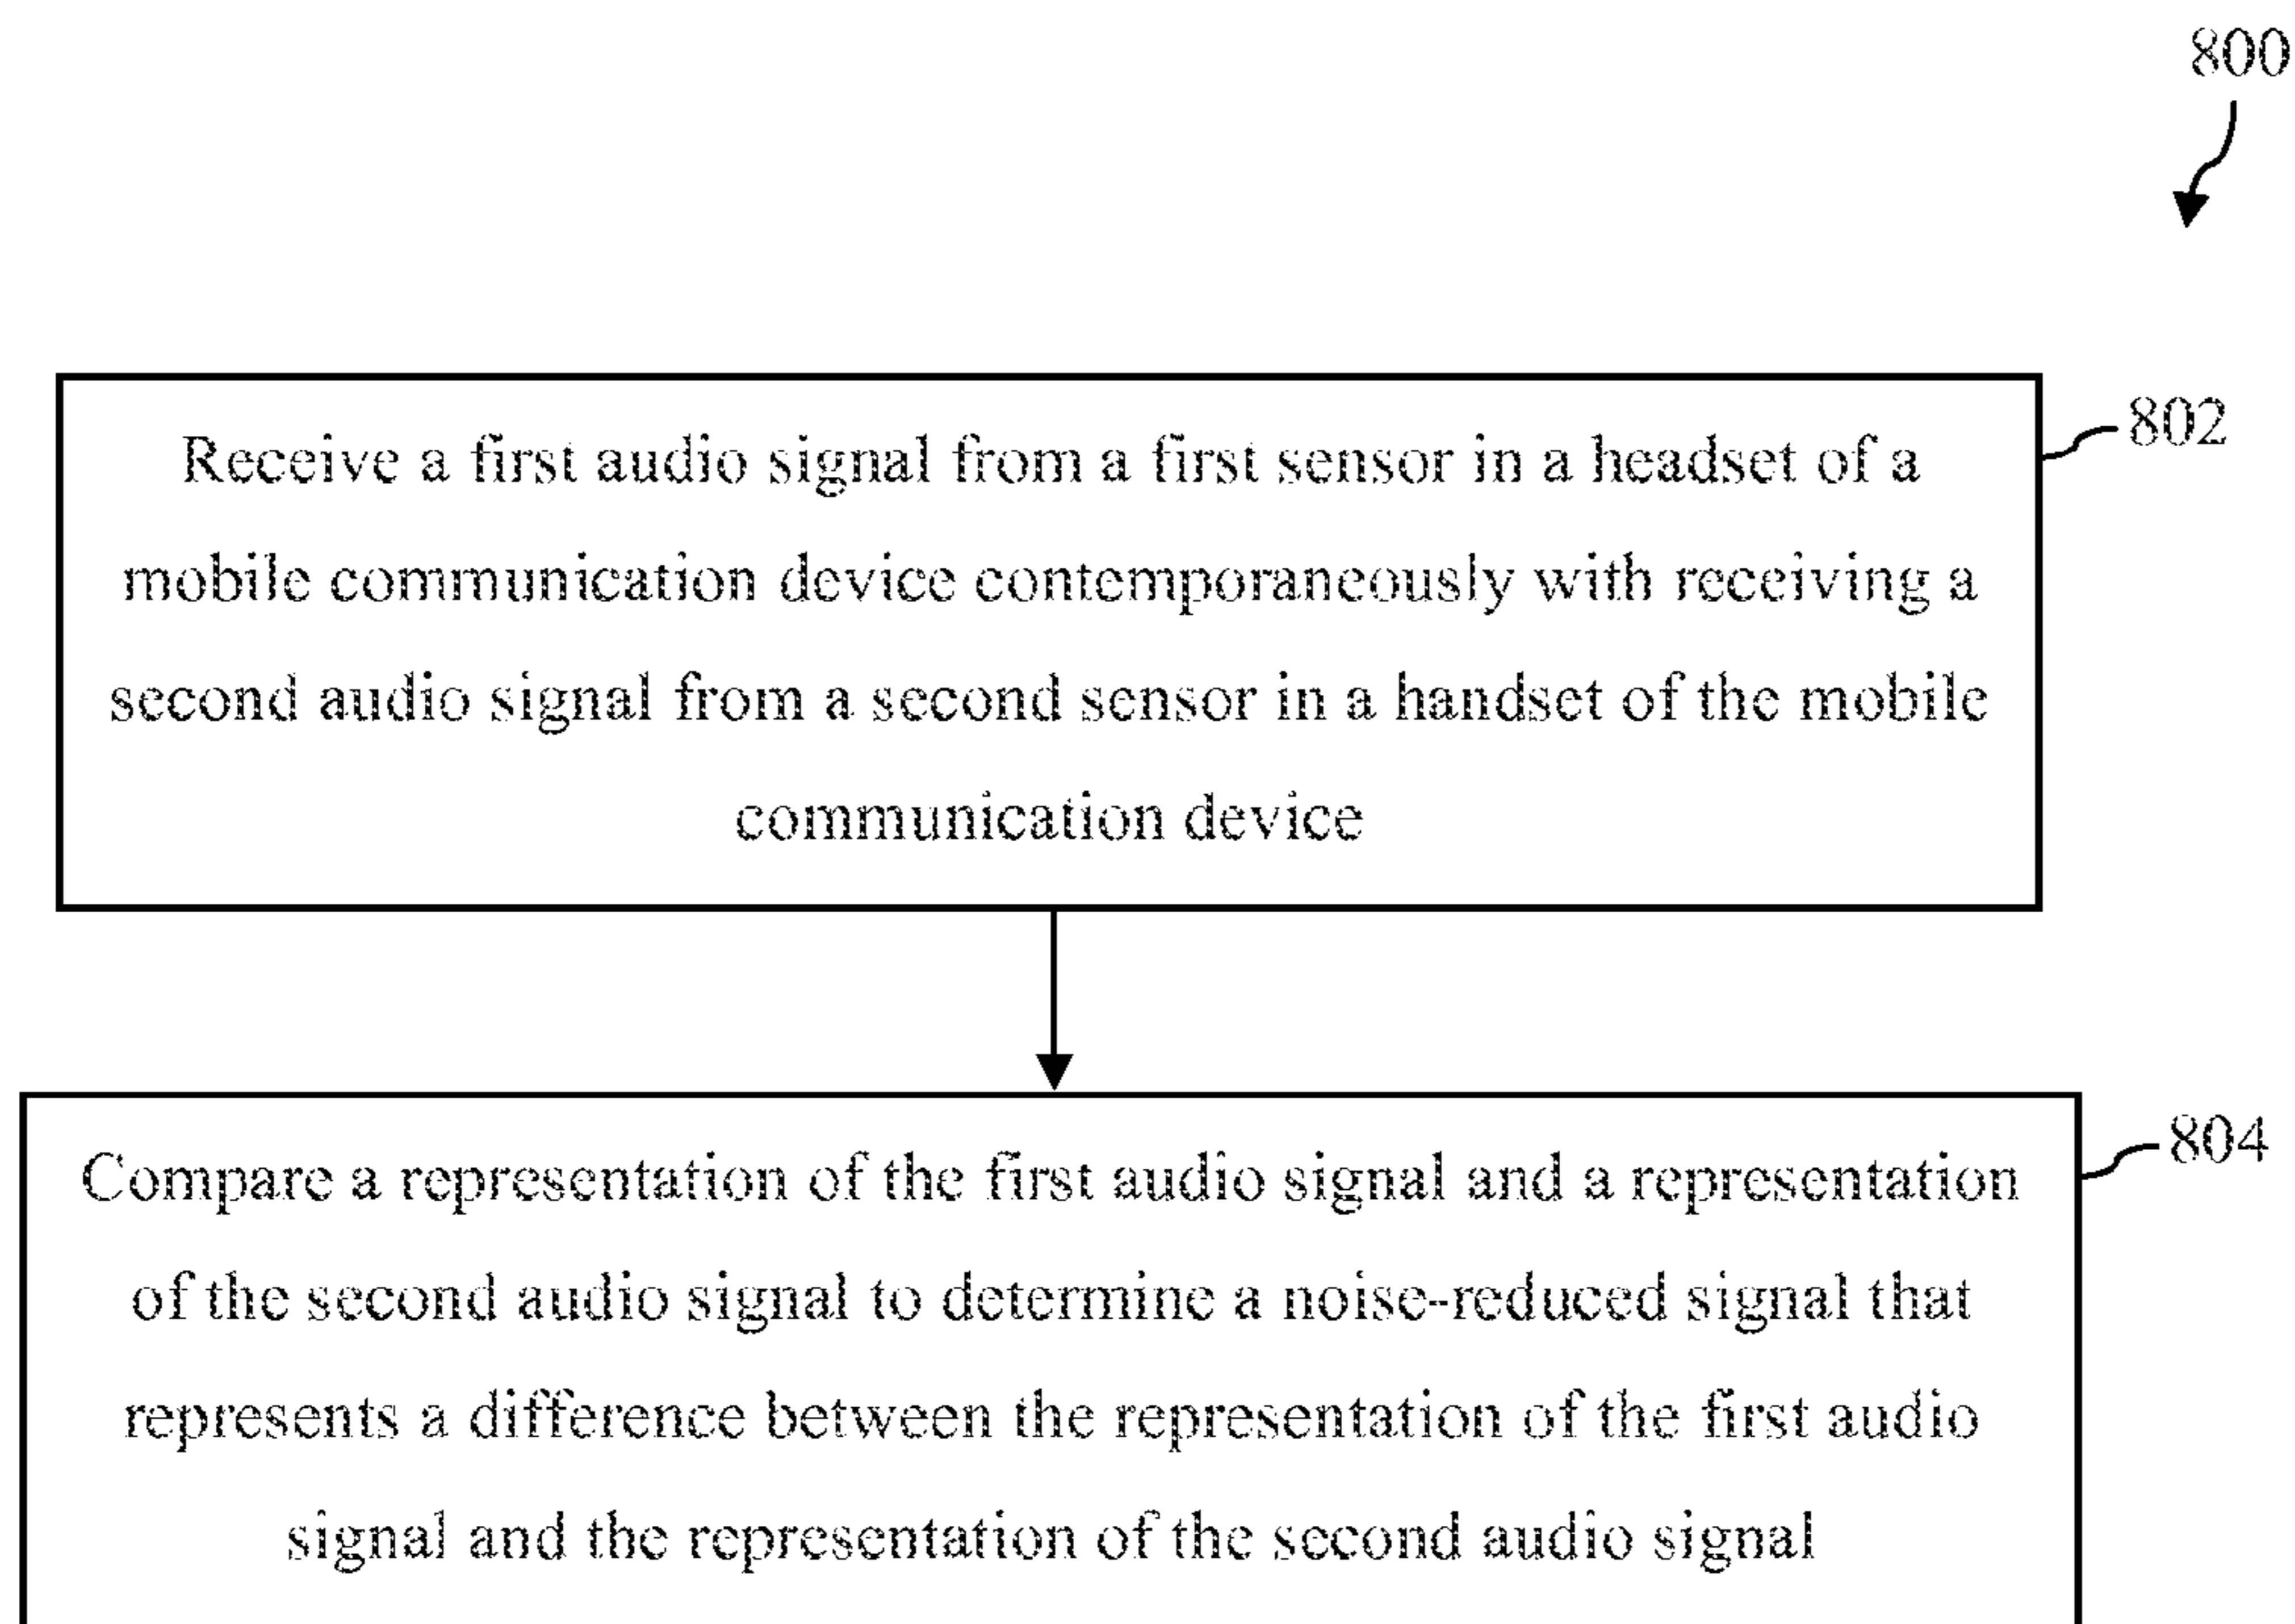 800
Receive a first audio signal from a first sensor in a headset of a
802
mobile communication device contemporaneously with receiving a
second audio signal from a second sensor in a handset of the mobile
communication device
Compare a representation of the first audio signal and a representation
804
of the second audio signal to determine a noise-reduced signal that
represents a difference between the representation of the first audio
signal and the representation of the second audio signal